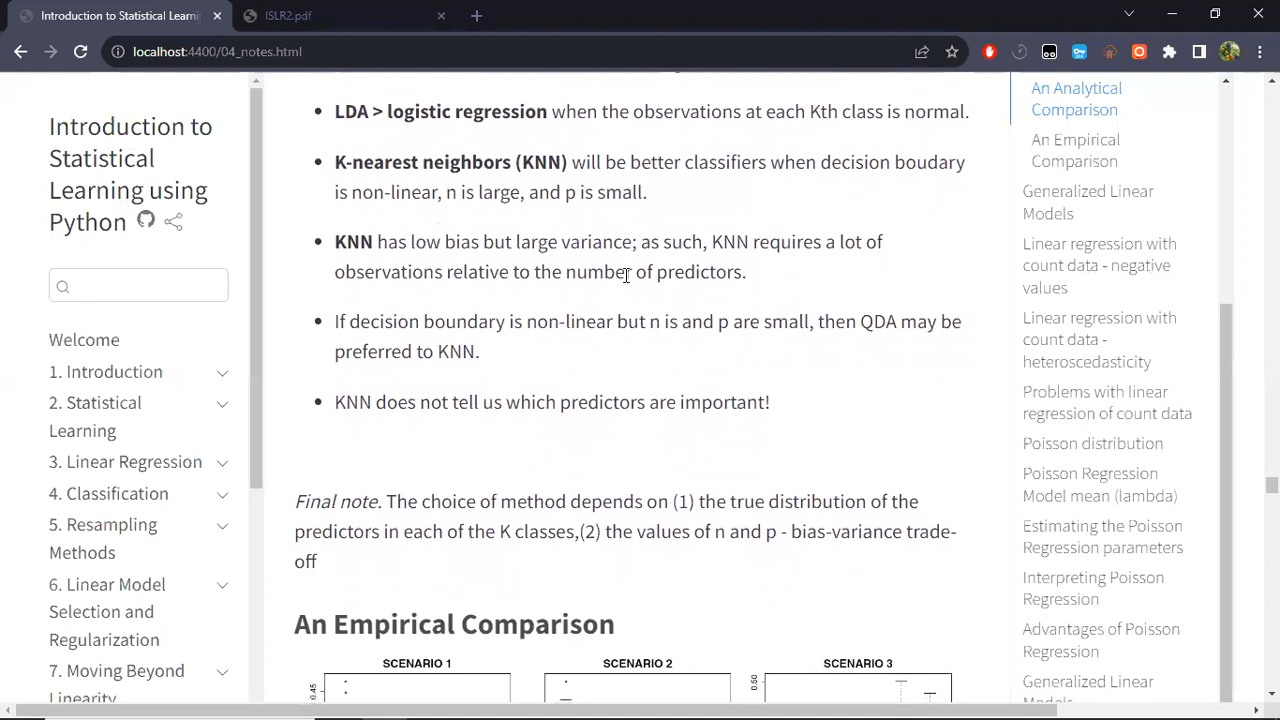 Introduction to Statistical Learni
ISLR2.pdf
localhost:4400/04_notes.html
Introduction to
Statistical
Learning using
Python
Welcome
1. Introduction
2. Statistical
Learning
3. Linear Regression
4. Classification
5. Resampling
Methods
6. Linear Model
Selection and
Regularization
7. Moving Beyond
Linearity
LDA > logistic regression when the observations at each Kth class is normal.
K-nearest neighbors (KNN) will be better classifiers when decision boudary
is non-linear, n is large, and p is small.
KNN has low bias but large variance; as such, KNN requires a lot of
observations relative to the number of predictors.
If decision boundary is non-linear but n is and p are small, then QDA may be
preferred to KNN.
KNN does not tell us which predictors are important!
Final note. The choice of method depends on (1) the true distribution of the
predictors in each of the K classes,(2) the values of n and p - bias-variance trade-
off
An Empirical Comparison
SCENARIO 1
SCENARIO 2
SCENARIO 3
0.45
0.50
An Analytical
Comparison
An Empirical
Comparison
Generalized Linear
Models
Linear regression with
count data - negative
values
Linear regression with
count data -
heteroscedasticity
Problems with linear
regression of count data
Poisson distribution
Poisson Regression
Model mean (lambda)
Estimating the Poisson
Regression parameters
Interpreting Poisson
Regression
Advantages of Poisson
Regression
Generalized Linear
Models